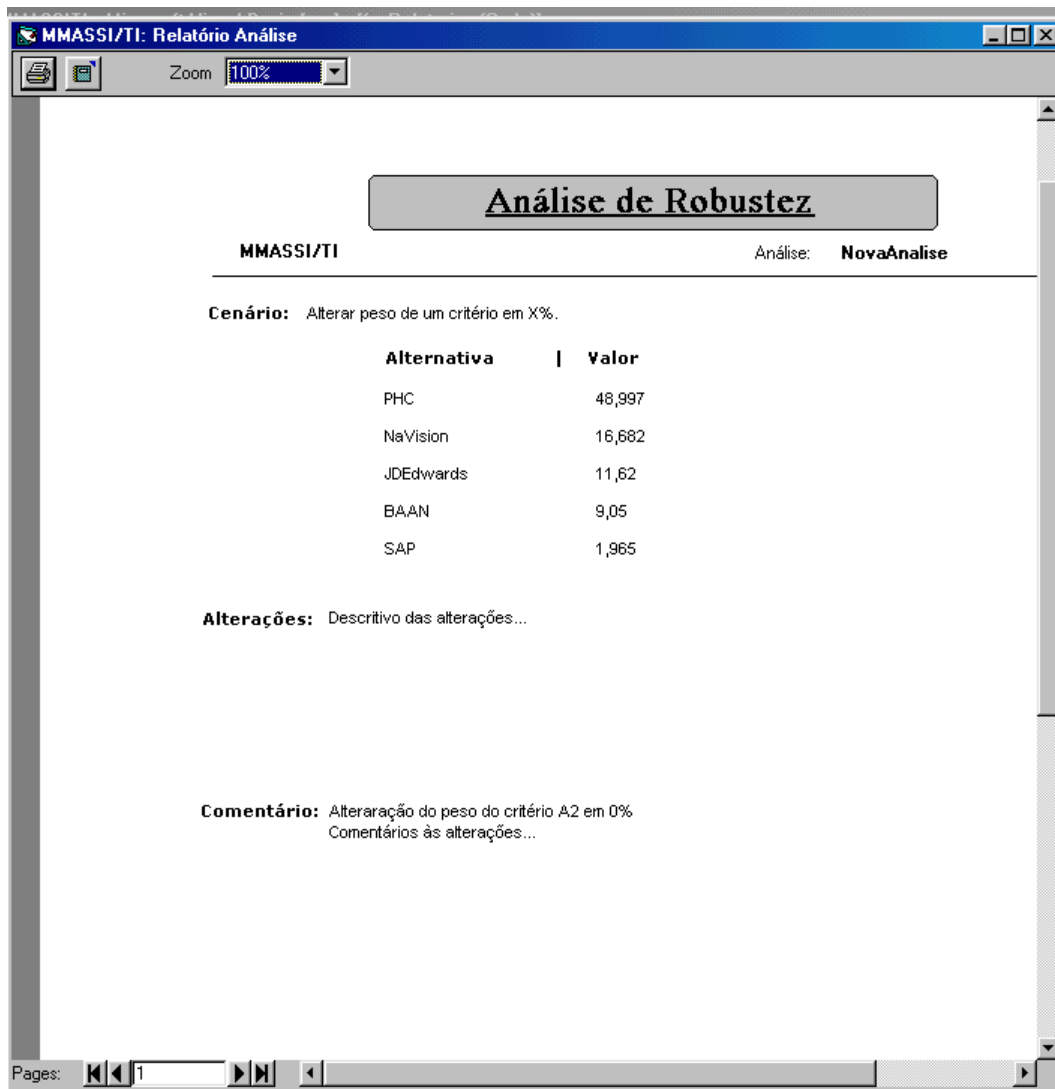 MMASSI/TI: Relatório Análise
Zoom 100%
Análise de Robustez
MMASSI/TI Análise: NovaAnalise
Cenário: Alterar peso de um critério em X%.
Alternativa | Valor
PHC 48,997
NaVision 16,682
JDEdwards 11,62
BAAN 9,05
SAP 1,965
Alterações: Descritivo das alterações...
Comentário: Alteraração do peso do critério A2 em 0%
Comentários às alterações...
Pages: 1